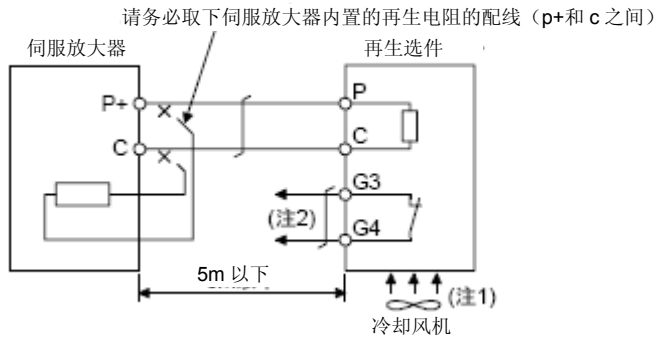 请务必取下伺服放大器内置的再生电阻的配线（p+和 c 之间）
伺服放大器
再生选件
P+
P
C
C
G3
(注2)
G4
5m 以下
(注1)
冷却风机